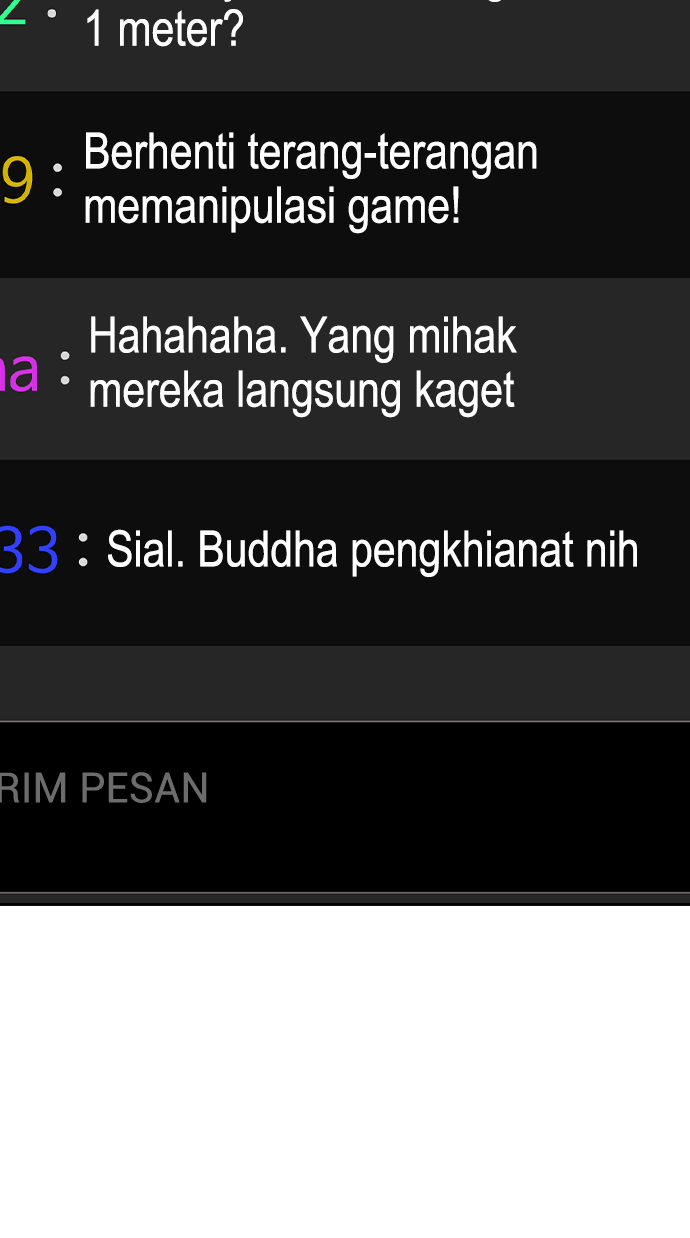 2 :
1 meter?
9 : Berhenti terang-terangan
memanipulasi game!
na : Hahahaha. Yang mihak
mereka langsung kaget
33 : Sial. Buddha pengkhianat nih
RIM PESAN